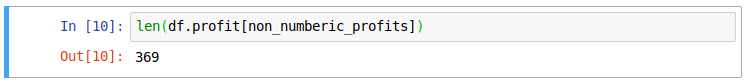 In [10]: len(df.profit[non_numberic_profits])
Out[10]: 369